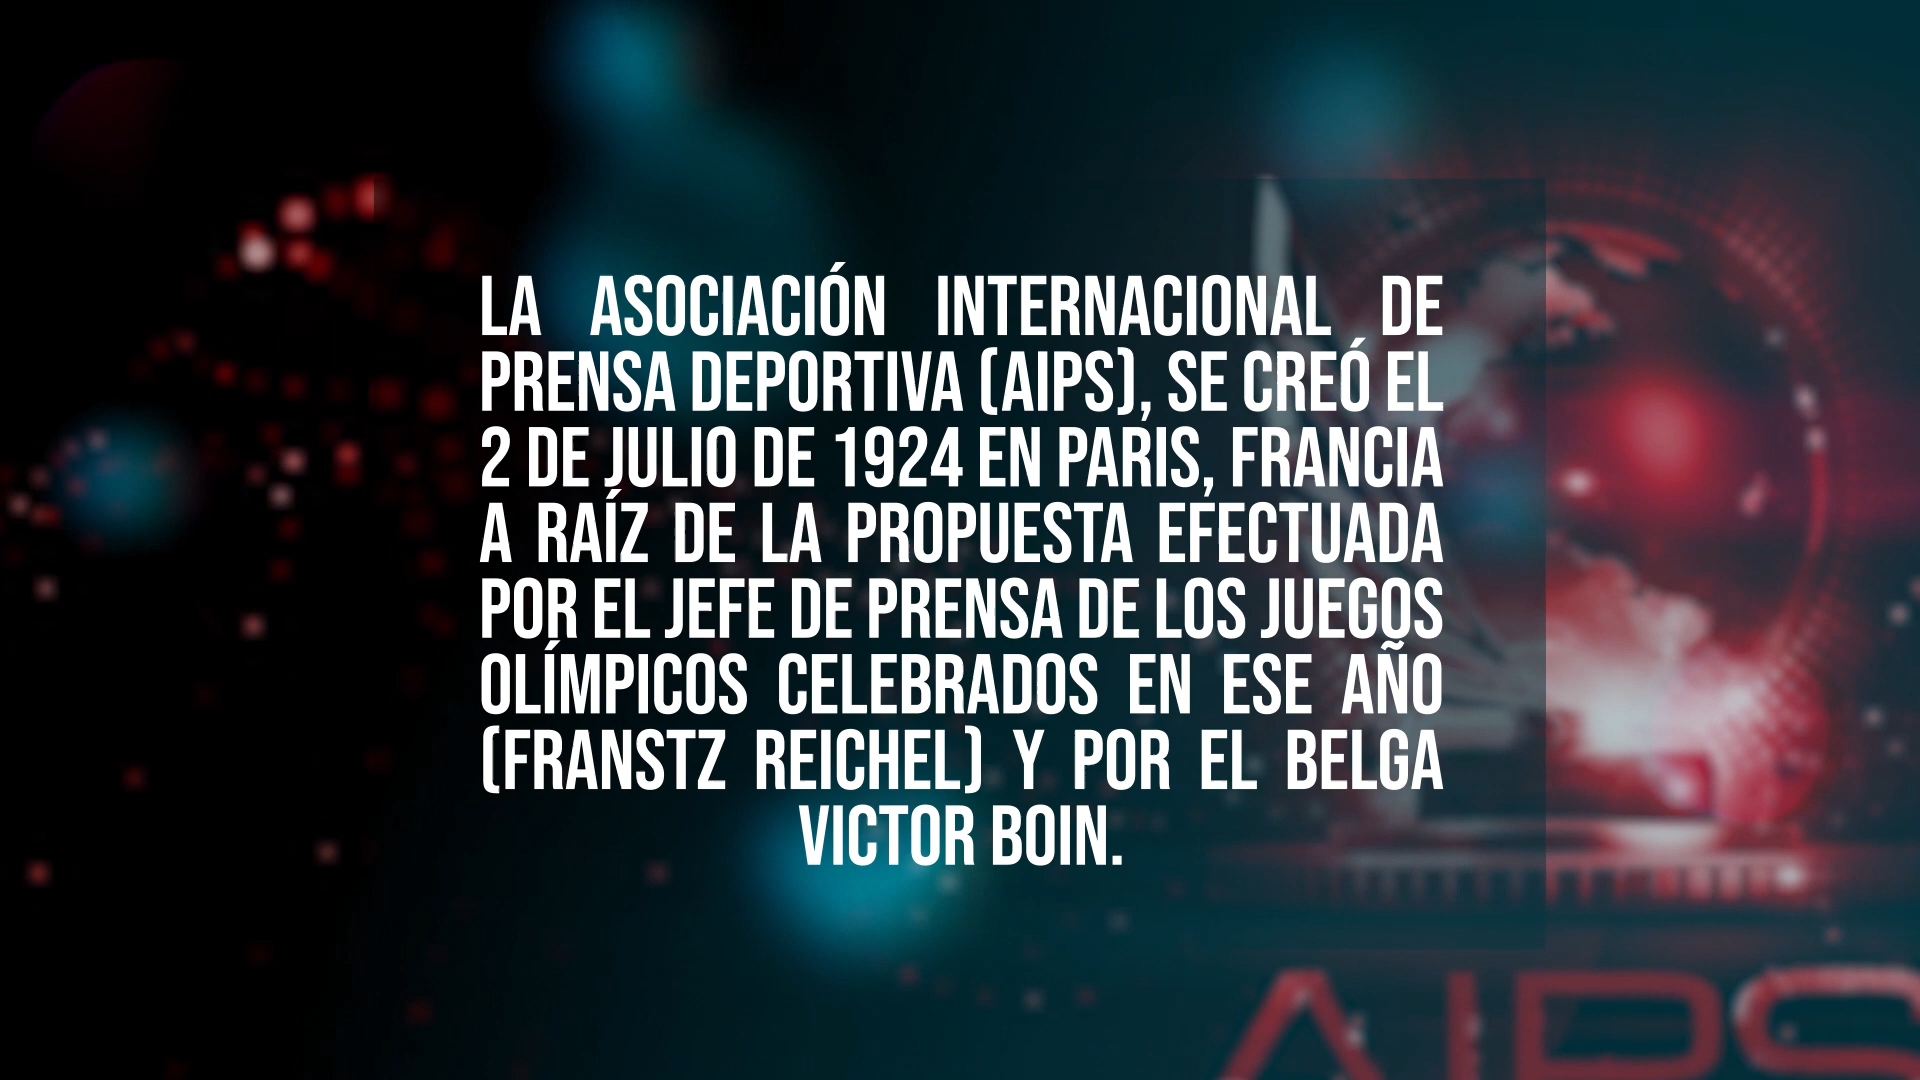 LA ASOCIACIÓN INTERNACIONAL DE
PRENSA DEPORTIVA (AIPS), SE CREÓ EL
2 DE JULIO DE 1924 EN PARIS, FRANCIA
A RAÍZ DE LA PROPUESTA EFECTUADA
POR EL JEFE DE PRENSA DE LOS JUEGOS
OLÍMPICOS CELEBRADOS EN ESE AÑO
(FRANSTZ REICHEL) Y POR EL BELGA
VICTOR BOIN.
AIPS